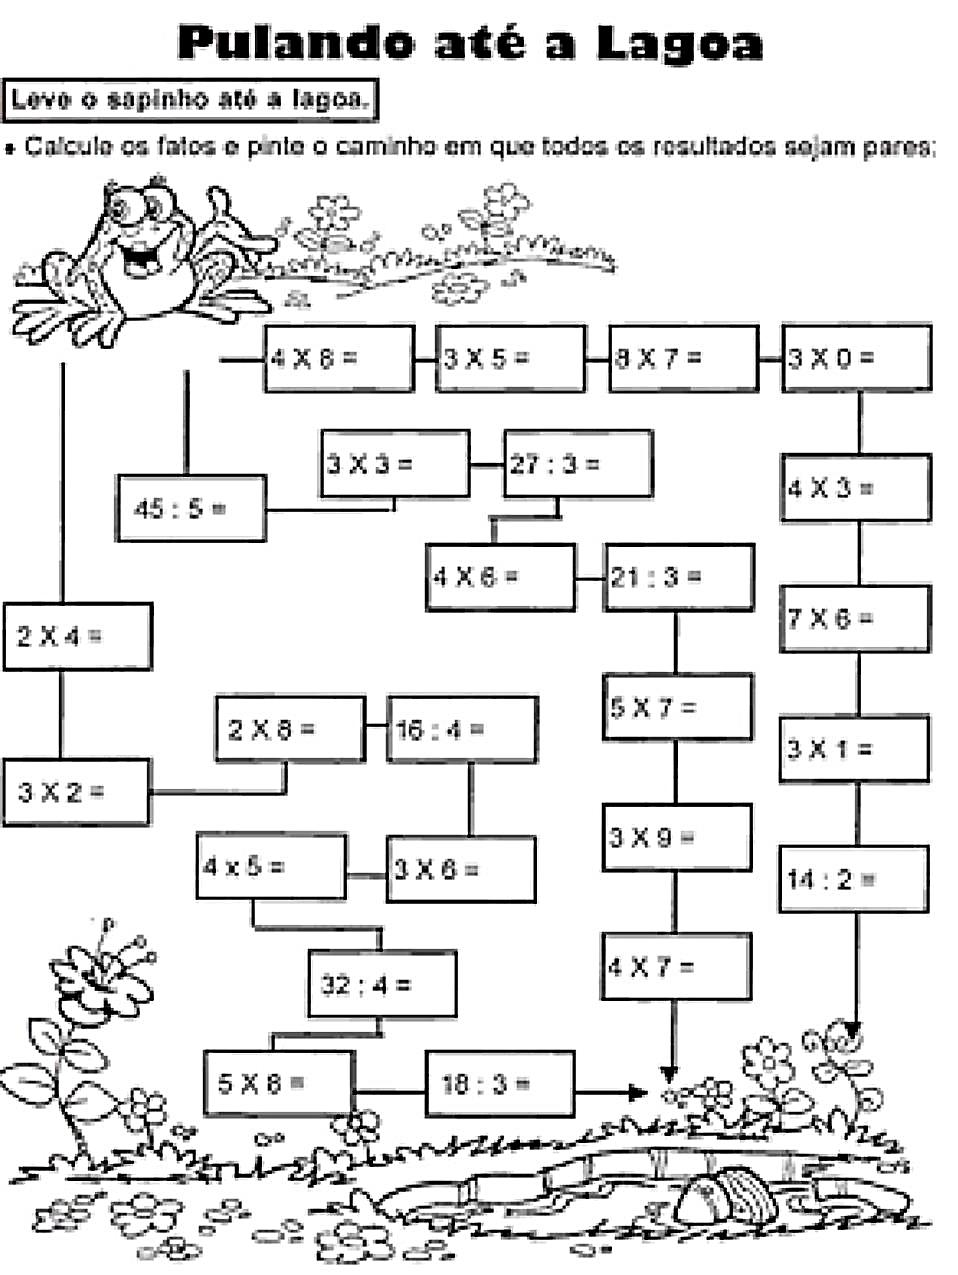 Pulando até a Lagoa
Leve o sapinho até a lagoa.
• Calcule os fatos e pinte o caminho em que todos os resultados sejam pares:
4 X 8 =
3 X 5 =
8 X 7 =
3 X 0 =
3 X 3 =
27 : 3 =
4 X 3 =
45 : 5 =
4 X 6 =
21 : 3 =
7 X 6 =
2 X 4 =
5 X 7 =
2 X 8 =
16 : 4 =
3 X 1 =
3 X 2 =
3 X 9 =
4 x 5 =
3 X 6 =
14 : 2 =
4 X 7 =
32 : 4 =
5 X 8 =
18 : 3 =